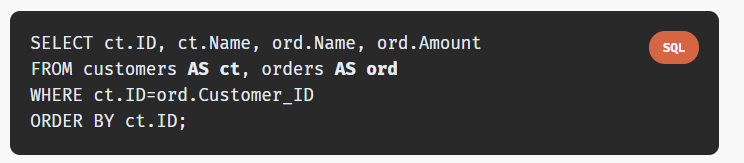 SELECT ct.ID, ct.Name, ord.Name, ord.Amount
SQL
FROM customers AS ct, orders AS ord
WHERE ct.ID=ord.Customer_ID
ORDER BY ct.ID;